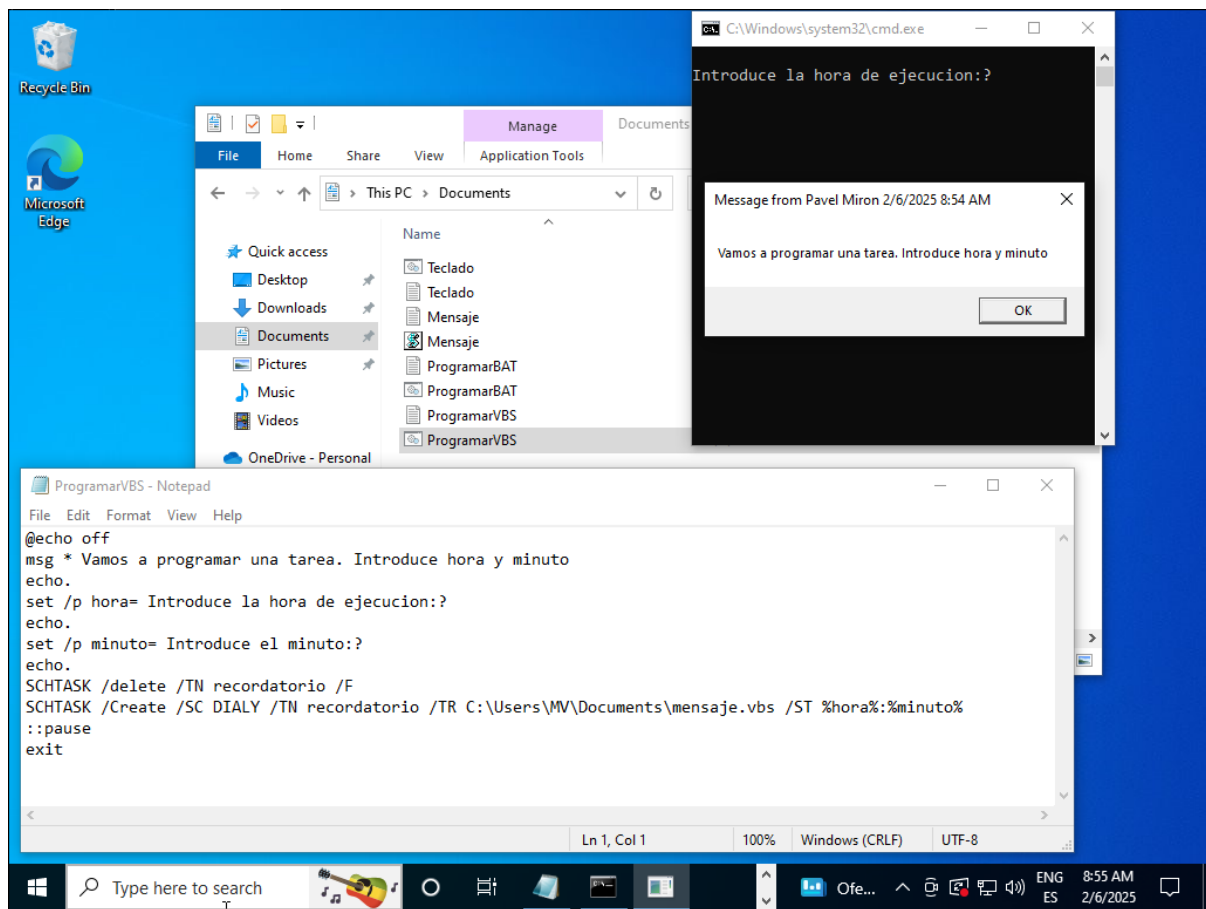 Recycle Bin
Microsoft
Edge
Manage
Documents
File Home Share View Application Tools
This PC > Documents
Name
Quick access
Desktop
Downloads
Documents
Pictures
Music
Videos
OneDrive - Personal
Teclado
Teclado
Mensaje
Mensaje
ProgramarBAT
ProgramarBAT
ProgramarVBS
ProgramarVBS
C:\Windows\system32\cmd.exe
Introduce la hora de ejecucion:?
Message from Pavel Miron 2/6/2025 8:54 AM
Vamos a programar una tarea. Introduce hora y minuto
OK
ProgramarVBS - Notepad
File Edit Format View Help
@echo off
msg * Vamos a programar una tarea. Introduce hora y minuto
echo.
set /p hora= Introduce la hora de ejecucion:?
echo.
set /p minuto= Introduce el minuto:?
echo.
SCHTASK /delete /TN recordatorio /F
SCHTASK /Create /SC DIALY /TN recordatorio /TR C:\Users\MV\Documents\mensaje.vbs /ST %hora%:%minuto%
::pause
exit
Ln 1, Col 1 100% Windows (CRLF) UTF-8
Type here to search
Ofe...
ENG
ES
8:55 AM
2/6/2025